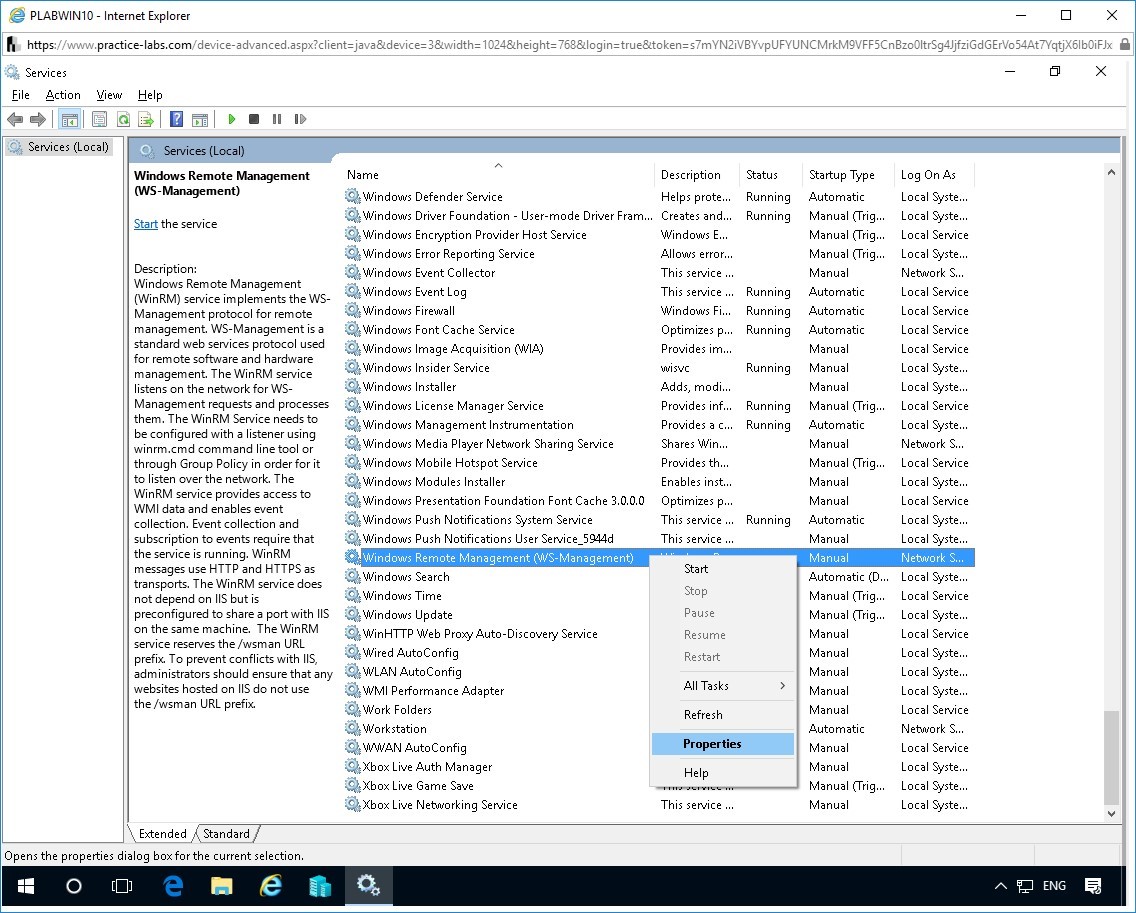 PLABWIN10 - Internet Explorer
https://www.practice-labs.com/device-advanced.aspx?client=java&device=3&width=1024&height=768&login=true&token=
Services
File Action View Help
Services (Local)
Services (Local)
Windows Remote Management
(WS-Management)
Start the service
Description:
Windows Remote Management
(WinRM) service implements the WS-
Management protocol for remote
management. WS-Management is a
standard web services protocol used
for remote software and hardware
management. The WinRM service
listens on the network for WS-
Management requests and processes
them. The WinRM Service needs to
be configured with a listener using
winrm.cmd command line tool or
through Group Policy in order for it
to listen over the network. The
WinRM service provides access to
WMI data and enables event
collection. Event collection and
subscription to events require that
the service is running. WinRM
messages use HTTP and HTTPS as
transports. The WinRM service does
not depend on IIS but is
preconfigured to share a port with IIS
on the same machine.  The WinRM
service reserves the /wsman URL
prefix. To prevent conflicts with IIS,
administrators should ensure that any
websites hosted on IIS do not use
the /wsman URL prefix.
Name Description Status Startup Type Log On As
Windows Defender Service Helps prote... Running Automatic Local Syste...
Windows Driver Foundation - User-mode Driver Fram... Creates and... Running Manual (Trig... Local Syste...
Windows Encryption Provider Host Service Windows E... Manual (Trig... Local Service
Windows Error Reporting Service Allows error... Manual (Trig... Local Syste...
Windows Event Collector This service ... Manual Network S...
Windows Event Log This service ... Running Automatic Local Service
Windows Firewall Windows Fi... Running Automatic Local Service
Windows Font Cache Service Optimizes p... Running Automatic Local Service
Windows Image Acquisition (WIA) Provides im... Manual Local Service
Windows Insider Service wisvc Running Manual Local Syste...
Windows Installer Adds, modi... Manual Local Syste...
Windows License Manager Service Provides inf... Running Manual (Trig... Local Service
Windows Management Instrumentation Provides a c... Running Automatic Local Syste...
Windows Media Player Network Sharing Service Shares Win... Manual Network S...
Windows Mobile Hotspot Service Provides th... Manual (Trig... Local Service
Windows Modules Installer Enables inst... Manual Local Syste...
Windows Presentation Foundation Font Cache 3.0.0.0 Optimizes p... Manual Local Service
Windows Push Notifications System Service This service ... Running Automatic Local Syste...
Windows Push Notifications User Service_5944d This service ... Manual Local Syste...
Windows Remote Management (WS-Management) Manual Network S...
Windows Search Automatic (D... Local Syste...
Windows Time Manual (Trig... Local Service
Windows Update Manual (Trig... Local Syste...
WinHTTP Web Proxy Auto-Discovery Service Manual Local Service
Wired AutoConfig Manual Local Syste...
WLAN AutoConfig Manual Local Syste...
WMI Performance Adapter Manual Local Syste...
Work Folders Manual Local Service
Workstation Automatic Network S...
WWAN AutoConfig Manual Local Service
Xbox Live Auth Manager Manual Local Syste...
Xbox Live Game Save Manual (Trig... Local Syste...
Xbox Live Networking Service This service ... Manual Local Syste...
Start
Stop
Pause
Resume
Restart
All Tasks
Refresh
Properties
Help
Extended Standard
Opens the properties dialog box for the current selection.
ENG